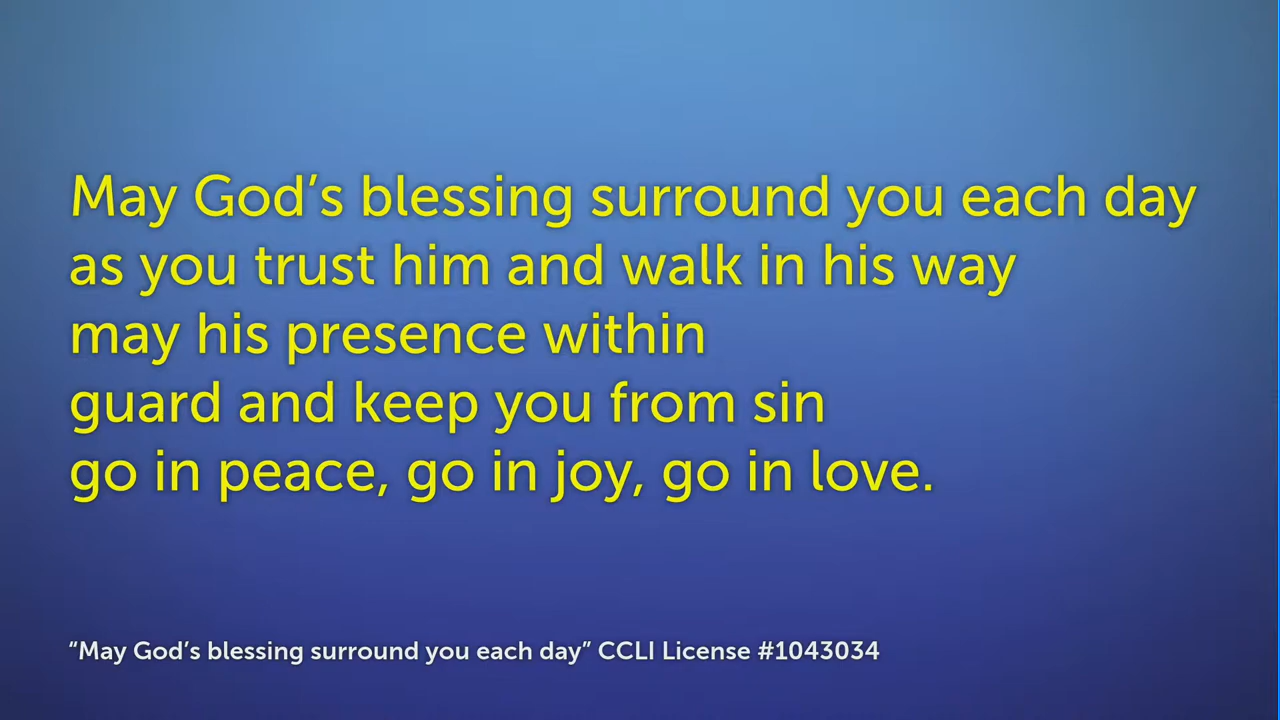 May God’s blessing surround you each day
as you trust him and walk in his way
may his presence within
guard and keep you from sin
go in peace, go in joy, go in love.
“May God’s blessing surround you each day” CCLI License #1043034